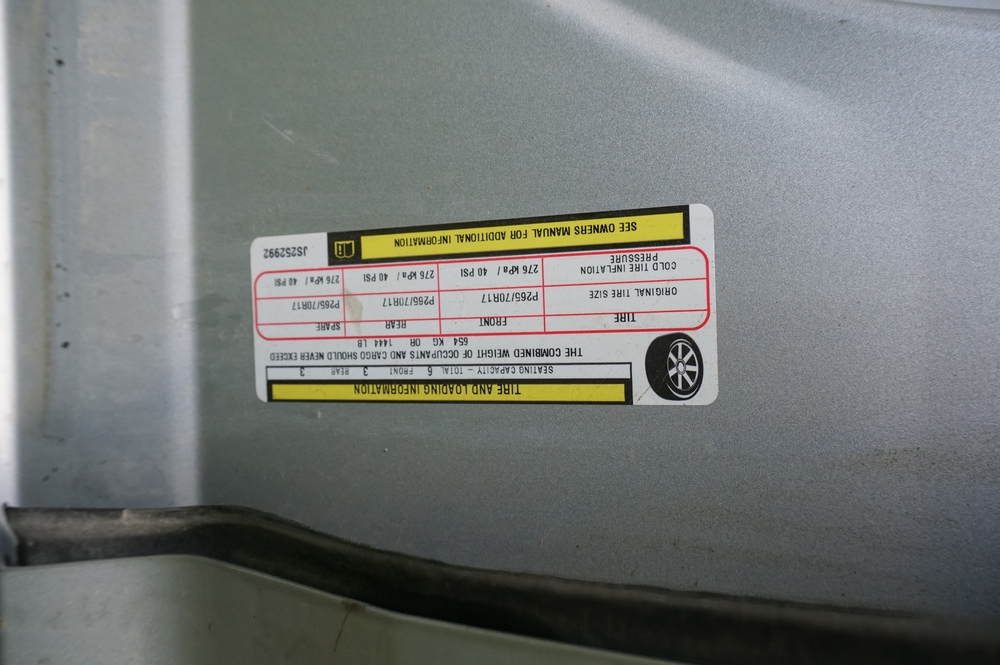 TIRE AND LOADING INFORMATION
SEATING CAPACITY – TOTAL 6 FRONT 3 REAR 3
THE COMBINED WEIGHT OF OCCUPANTS AND CARGO SHOULD NEVER EXCEED
654 KG OR 1444 LB
TIRE FRONT REAR SPARE
ORIGINAL TIRE SIZE P265/70R17 P265/70R17 P265/70R17
COLD TIRE INFLATION PRESSURE 276 kPa / 40 PSI 276 kPa / 40 PSI 276 kPa / 40 PSI
SEE OWNERS MANUAL FOR ADDITIONAL INFORMATION
JS252992